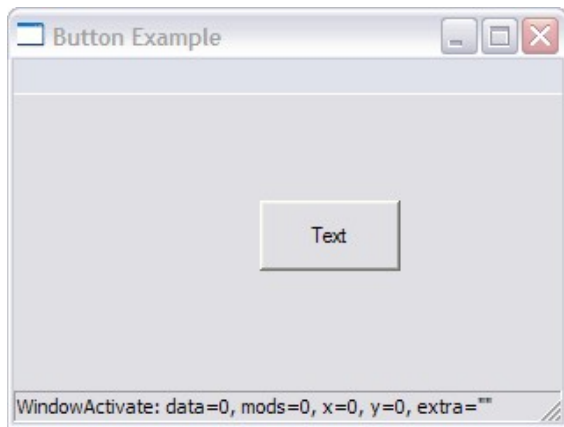 Button Example
Text
WindowActivate: data=0, mods=0, x=0, y=0, extra=""